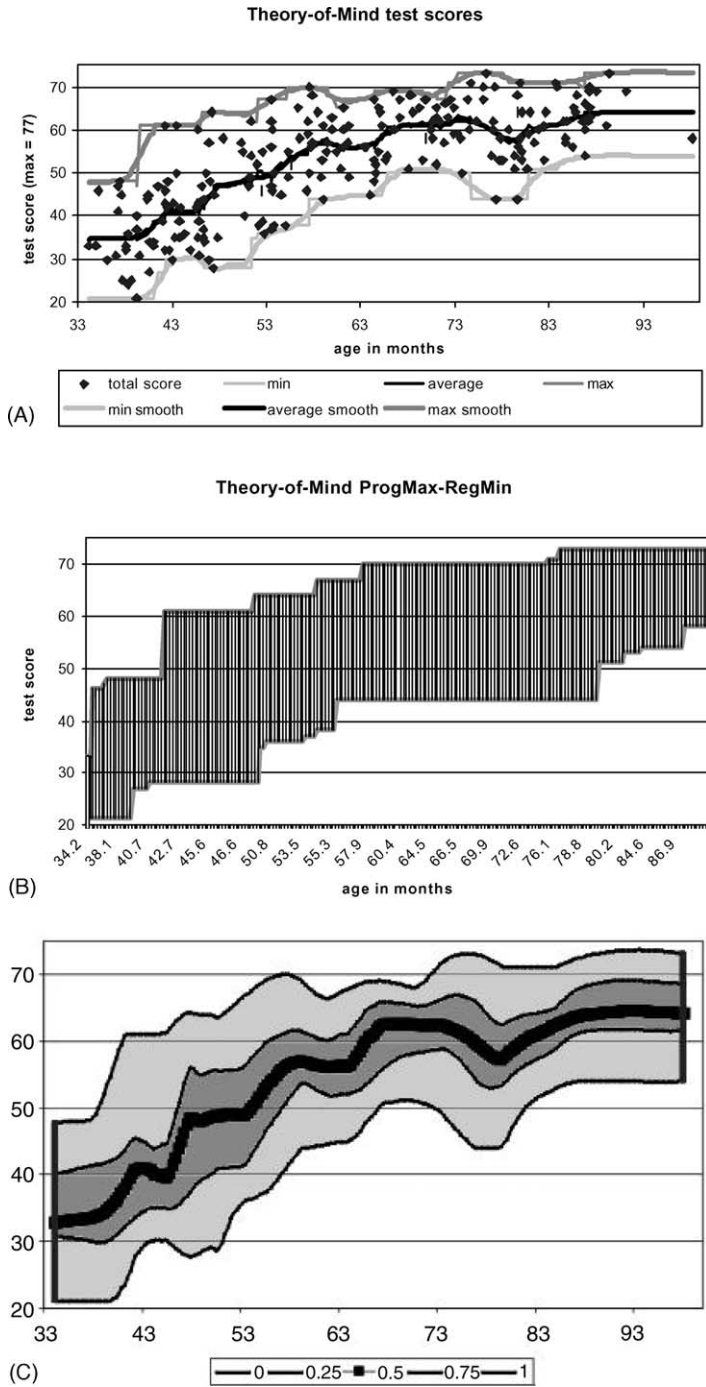 Theory-of-Mind test scores
test score (max = 77)
70
60
50
40
30
20
33 43 53 63 73 83 93
age in months
total score min average max
min smooth average smooth max smooth
(A)
Theory-of-Mind ProgMax-RegMin
test score
70
60
50
40
30
20
34.2 38.1 40.7 42.7 45.6 46.6 50.8 53.5 55.3 57.9 60.4 64.5 66.5 69.9 72.6 76.1 78.8 80.2 84.6 86.9
(B)
age in months
70
60
50
40
30
20
33 43 53 63 73 83 93
(C)
0 0.25 0.5 0.75 1